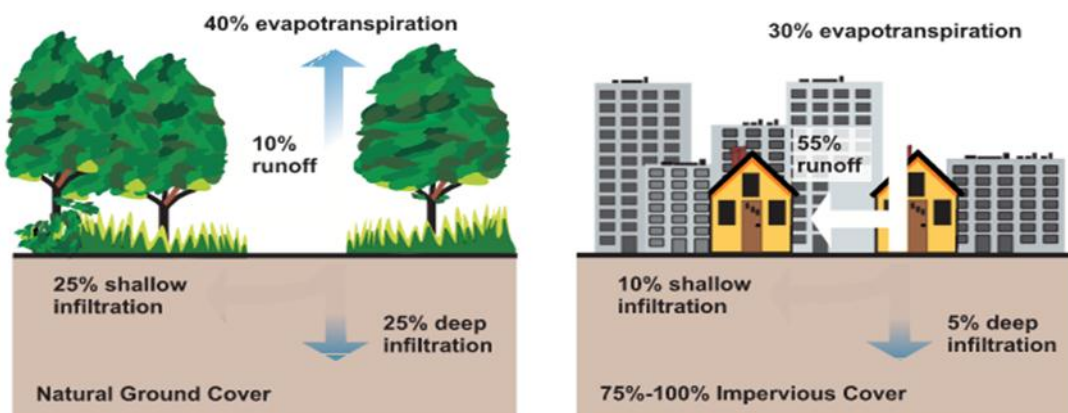 40% evapotranspiration
10%
runoff
25% shallow
infiltration
25% deep
infiltration
Natural Ground Cover
30% evapotranspiration
55%
runoff
10% shallow
infiltration
5% deep
infiltration
75%-100% Impervious Cover